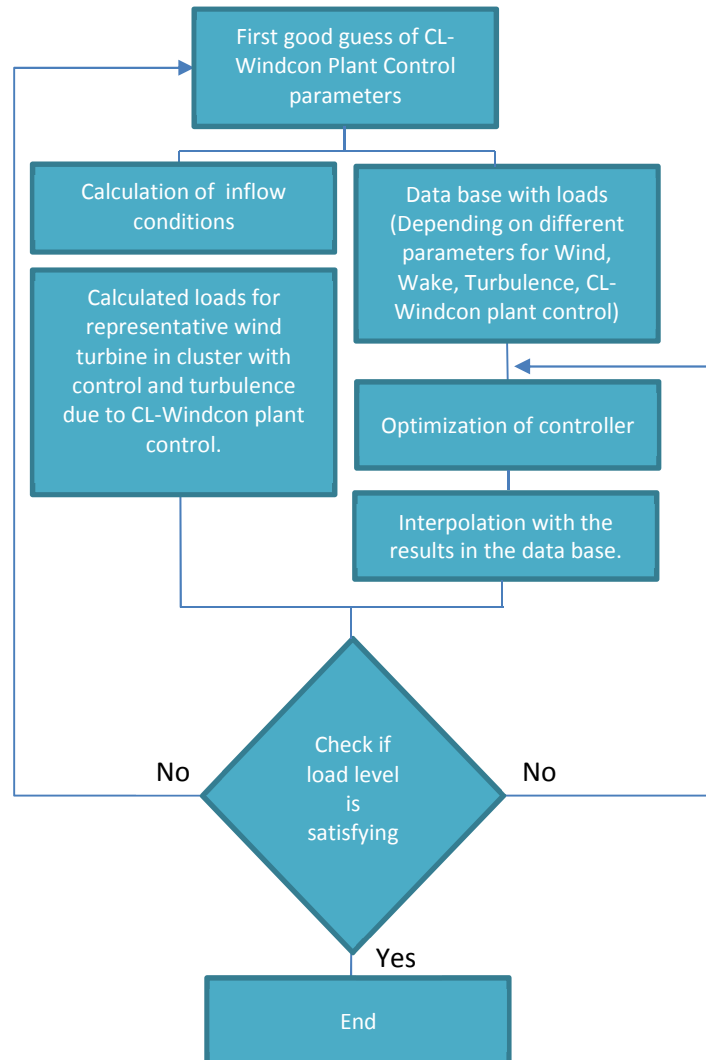 First good guess of CL-
Windcon Plant Control
parameters
Calculation of  inflow
conditions
Calculated loads for
representative wind
turbine in cluster with
control and turbulence
due to CL-Windcon plant
control.
Data base with loads
(Depending on different
parameters for Wind,
Wake, Turbulence, CL-
Windcon plant control)
Optimization of controller
Interpolation with the
results in the data base.
Check if
load level
is
satisfying
No
No
Yes
End